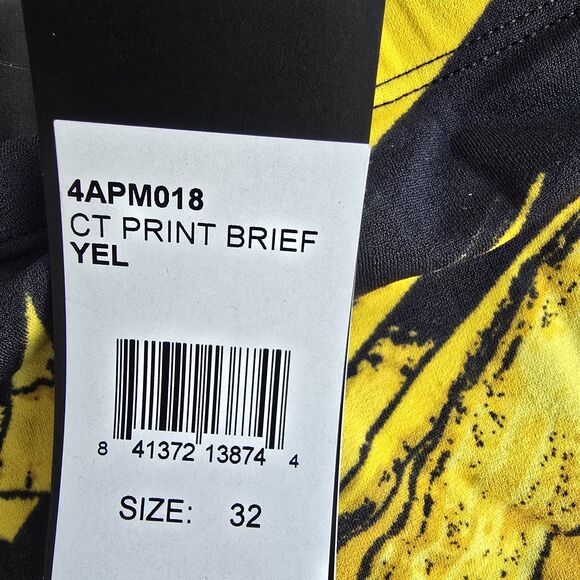 4APM018
CT PRINT BRIEF
YEL
8 41372 13874 4
SIZE: 32